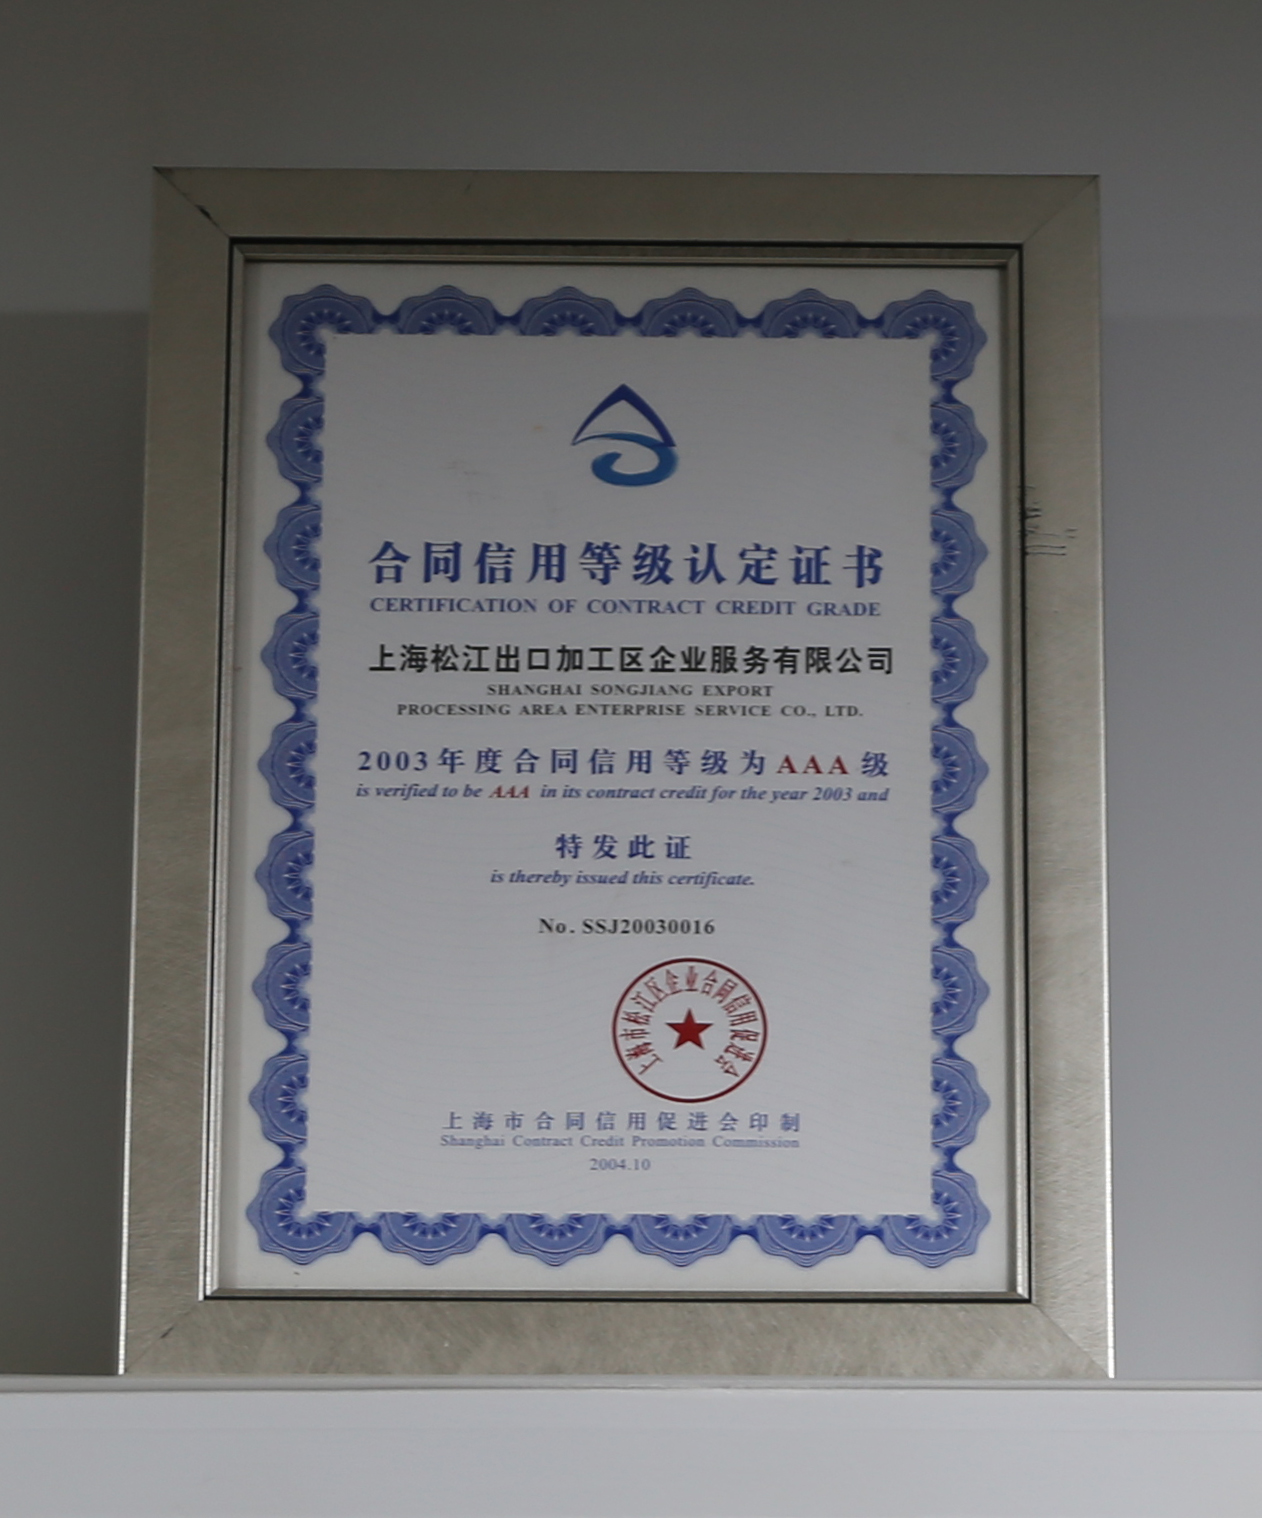 合同信用等级认定证书
CERTIFICATION OF CONTRACT CREDIT GRADE
上海松江出口加工区企业服务有限公司
SHANGHAI SONGJIANG EXPORT
PROCESSING AREA ENTERPRISE SERVICE CO., LTD.
2003年度合同信用等级为AAA级
is verified to be AAA in its contract credit for the year 2003 and
特发此证
is thereby issued this certificate.
No. SSJ20030016
上海市松江区企业合同信用促进会
上海市合同信用促进会印制
Shanghai Contract Credit Promotion Commission
2004.10